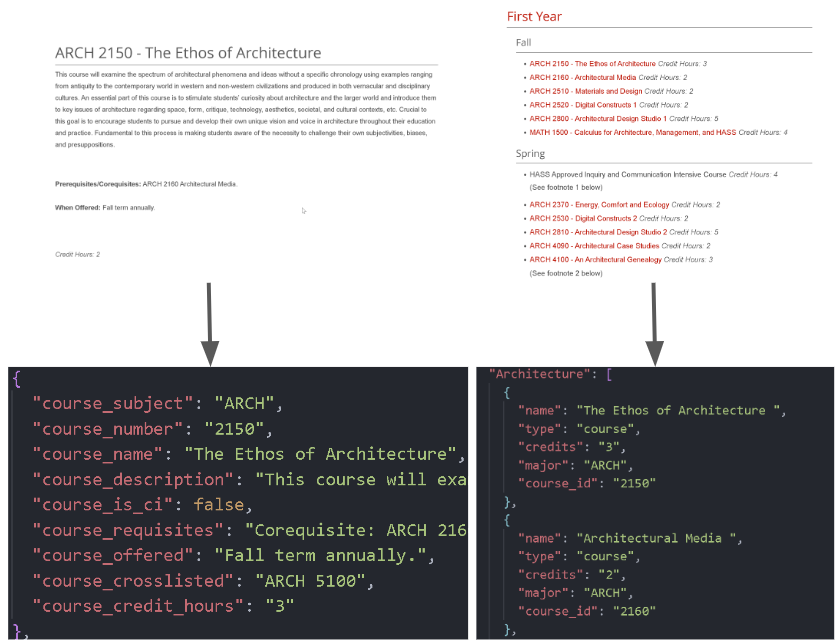 ARCH 2150 - The Ethos of Architecture
This course will examine the spectrum of architectural phenomena and ideas without a specific chronology using examples ranging
from antiquity to the contemporary world in western and non-western civilizations and produced in both vernacular and disciplinary
cultures. An essential part of this course is to stimulate students' curiosity about architecture and the larger world and introduce them
to key issues of architecture regarding space, form, critique, technology, aesthetics, societal, and cultural contexts, etc. Crucial to
this goal is to encourage students to pursue and develop their own unique vision and voice in architecture throughout their education
and practice. Fundamental to this process is making students aware of the necessity to challenge their own subjectivities, biases,
and presuppositions.
Prerequisites/Corequisites: ARCH 2160 Architectural Media.
When Offered: Fall term annually.
Credit Hours: 2
First Year
Fall
• ARCH 2150 - The Ethos of Architecture Credit Hours: 3
• ARCH 2160 - Architectural Media Credit Hours: 2
• ARCH 2510 - Materials and Design Credit Hours: 2
• ARCH 2520 - Digital Constructs 1 Credit Hours: 2
• ARCH 2800 - Architectural Design Studio 1 Credit Hours: 5
• MATH 1500 - Calculus for Architecture, Management, and HASS Credit Hours: 4
Spring
• HASS Approved Inquiry and Communication Intensive Course Credit Hours: 4
(See footnote 1 below)
• ARCH 2370 - Energy, Comfort and Ecology Credit Hours: 2
• ARCH 2530 - Digital Constructs 2 Credit Hours: 2
• ARCH 2810 - Architectural Design Studio 2 Credit Hours: 5
• ARCH 4090 - Architectural Case Studies Credit Hours: 2
• ARCH 4100 - An Architectural Genealogy Credit Hours: 3
(See footnote 2 below)
{
"course_subject": "ARCH",
"course_number": "2150",
"course_name": "The Ethos of Architecture",
"course_description": "This course will exa
"course_is_ci": false,
"course_requisites": "Corequisite: ARCH 216
"course_offered": "Fall term annually.",
"course_crosslisted": "ARCH 5100",
"course_credit_hours": "3"
},
"Architecture": [
{
"name": "The Ethos of Architecture ",
"type": "course",
"credits": "3",
"major": "ARCH",
"course_id": "2150"
},
{
"name": "Architectural Media ",
"type": "course",
"credits": "2",
"major": "ARCH",
"course_id": "2160"
},